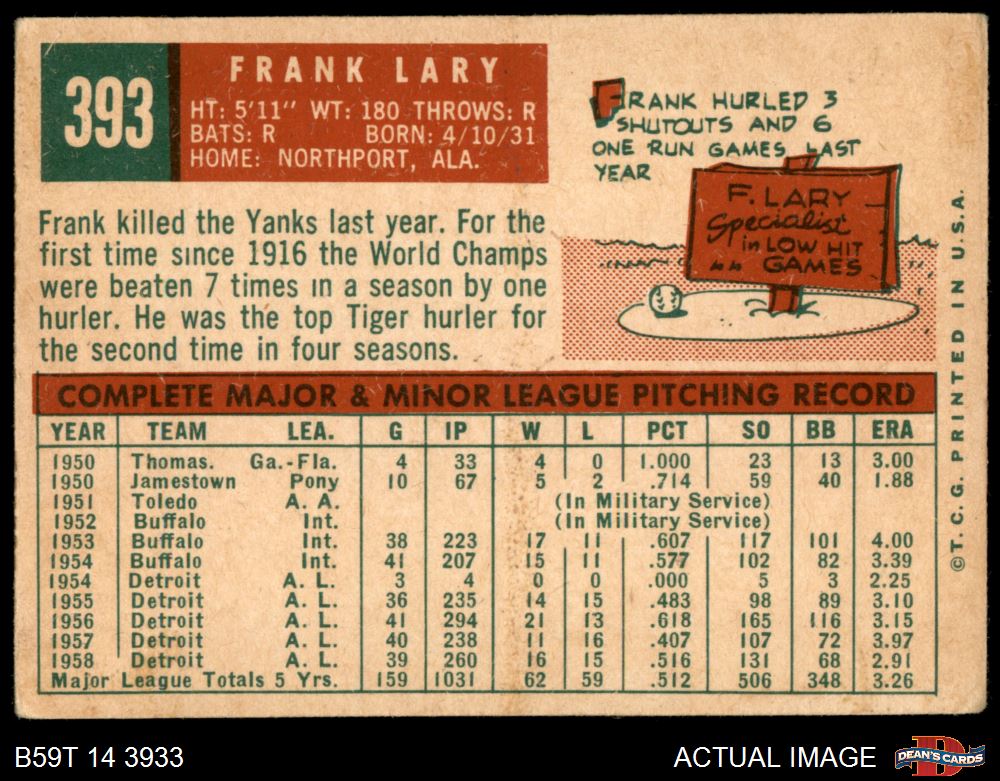 393
FRANK LARY
HT: 5'11" WT: 180 THROWS: R
BATS: R BORN: 4/10/31
HOME: NORTHPORT, ALA.
FRANK HURLED 3
SHUTOUTS AND 6
ONE RUN GAMES LAST
YEAR
F. LARY
Specialist
in LOW HIT
" " GAMES
Frank killed the Yanks last year. For the
first time since 1916 the World Champs
were beaten 7 times in a season by one
hurler. He was the top Tiger hurler for
the second time in four seasons.
COMPLETE MAJOR & MINOR LEAGUE PITCHING RECORD
YEAR TEAM LEA. G IP W L PCT SO BB ERA
1950 Thomas. Ga.-Fla. 4 33 4 0 1.000 23 13 3.00
1950 Jamestown Pony 10 67 5 2 .714 59 40 1.88
1951 Toledo A. A. (In Military Service)
1952 Buffalo Int. (In Military Service)
1953 Buffalo Int. 38 223 17 11 .607 117 101 4.00
1954 Buffalo Int. 41 207 15 11 .577 102 82 3.39
1954 Detroit A. L. 3 4 0 0 .000 5 3 2.25
1955 Detroit A. L. 36 235 14 15 .483 98 89 3.10
1956 Detroit A. L. 41 294 21 13 .618 165 116 3.15
1957 Detroit A. L. 40 238 11 16 .407 107 72 3.97
1958 Detroit A. L. 39 260 16 15 .516 131 68 2.91
Major League Totals 5 Yrs. 159 1031 62 59 .512 506 348 3.26
©T. C. G. PRINTED IN U.S.A.
B59T 14 3933
ACTUAL IMAGE
D
DEAN'S CARDS